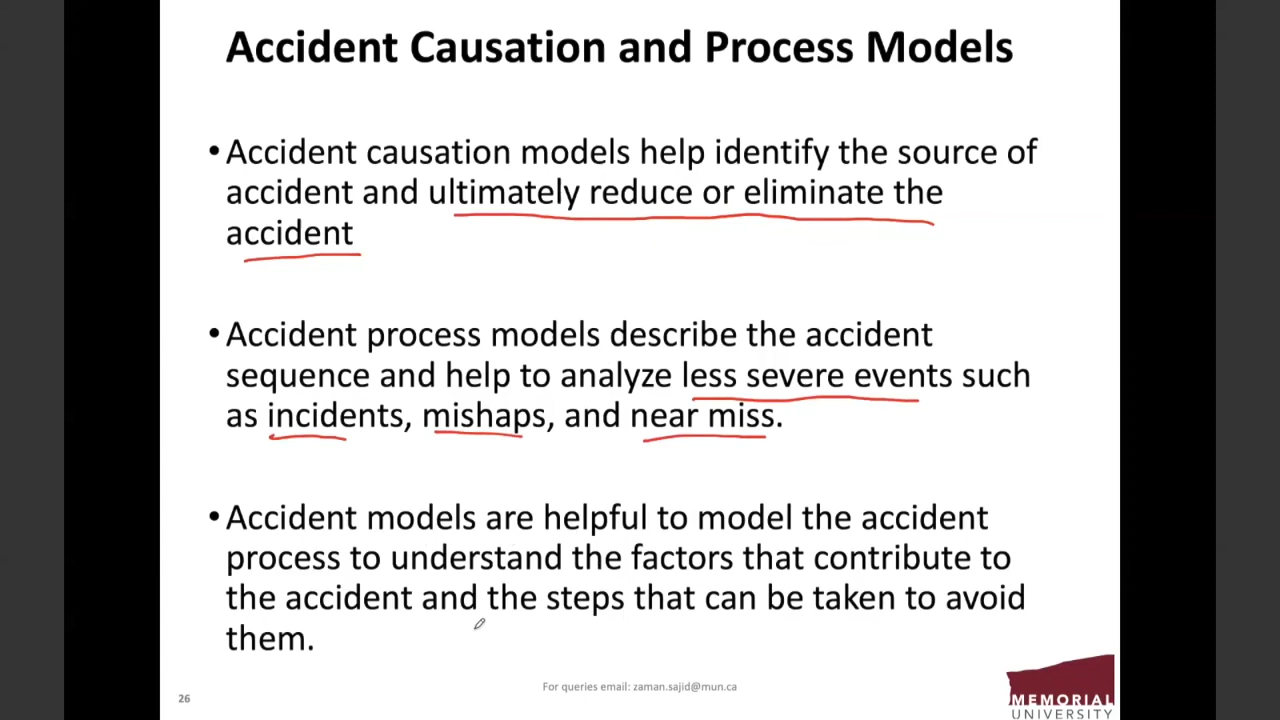 Accident Causation and Process Models
•Accident causation models help identify the source of
accident and ultimately reduce or eliminate the
accident
•Accident process models describe the accident
sequence and help to analyze less severe events such
as incidents, mishaps, and near miss.
•Accident models are helpful to model the accident
process to understand the factors that contribute to
the accident and the steps that can be taken to avoid
them.
26
For queries email: zaman.sajid@mun.ca
MEMORIAL
UNIVERSITY